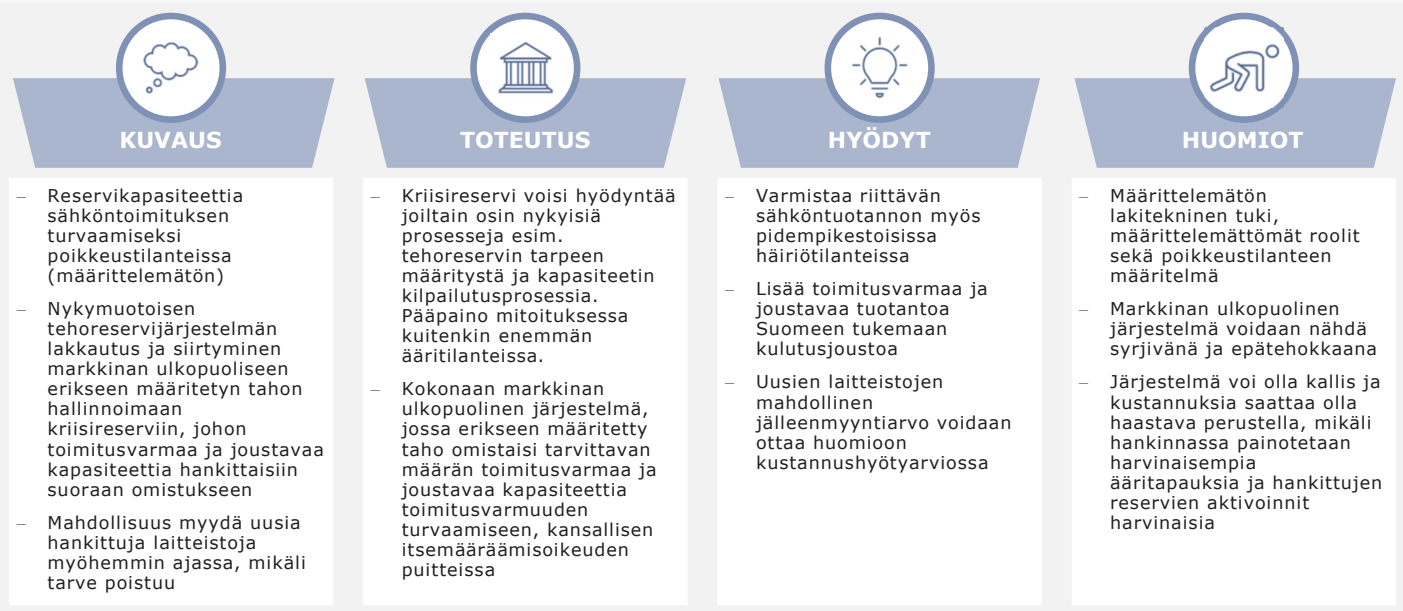 KUVAUS
– Reservikapasiteettia
sähköntoimituksen
turvaamiseksi
poikkeustilanteissa
(määrittelemätön)
– Nykymuotoisen
tehoreservijärjestelmän
lakkautus ja siirtyminen
markkinan ulkopuoliseen
erikseen määritetyn tahon
hallinnoimaan
kriisireserviin, johon
toimitusvarmaa ja joustavaa
kapasiteettia hankittaisiin
suoraan omistukseen
– Mahdollisuus myydä uusia
hankittuja laitteistoja
myöhemmin ajassa, mikäli
tarve poistuu
TOTEUTUS
– Kriisireservi voisi hyödyntää
joiltain osin nykyisiä
prosesseja esim.
tehoreservin tarpeen
määritystä ja kapasiteetin
kilpailutusprosessia.
Pääpaino mitoituksessa
kuitenkin enemmän
ääritilanteissa.
– Kokonaan markkinan
ulkopuolinen järjestelmä,
jossa erikseen määritetty
taho omistaisi tarvittavan
määrän toimitusvarmaa ja
joustavaa kapasiteettia
toimitusvarmuuden
turvaamiseen, kansallisen
itsemääräämisoikeuden
puitteissa
HYÖDYT
– Varmistaa riittävän
sähköntuotannon myös
pidempikestoisissa
häiriötilanteissa
– Lisää toimitusvarmaa ja
joustavaa tuotantoa
Suomeen tukemaan
kulutusjoustoa
– Uusien laitteistojen
mahdollinen
jälleenmyyntiarvo voidaan
ottaa huomioon
kustannushyötyarviossa
HUOMIOT
– Määrittelemätön
lakitekninen tuki,
määrittelemättömät roolit
sekä poikkeustilanteen
määritelmä
– Markkinan ulkopuolinen
järjestelmä voidaan nähdä
syrjivänä ja epätehokkaana
– Järjestelmä voi olla kallis ja
kustannuksia saattaa olla
haastava perustella, mikäli
hankinnassa painotetaan
harvinaisempia
ääritapauksia ja hankittujen
reservien aktivoinnit
harvinaisia